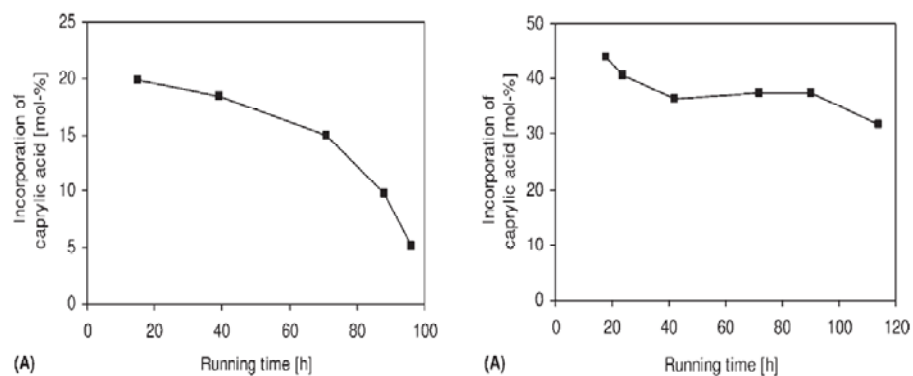 Incorporation of
caprylic acid [mol-%]
25
20
15
10
5
0
0 20 40 60 80 100
(A) Running time [h]
Incorporation of
caprylic acid [mol-%]
50
40
30
20
10
0
0 20 40 60 80 100 120
(A) Running time [h]